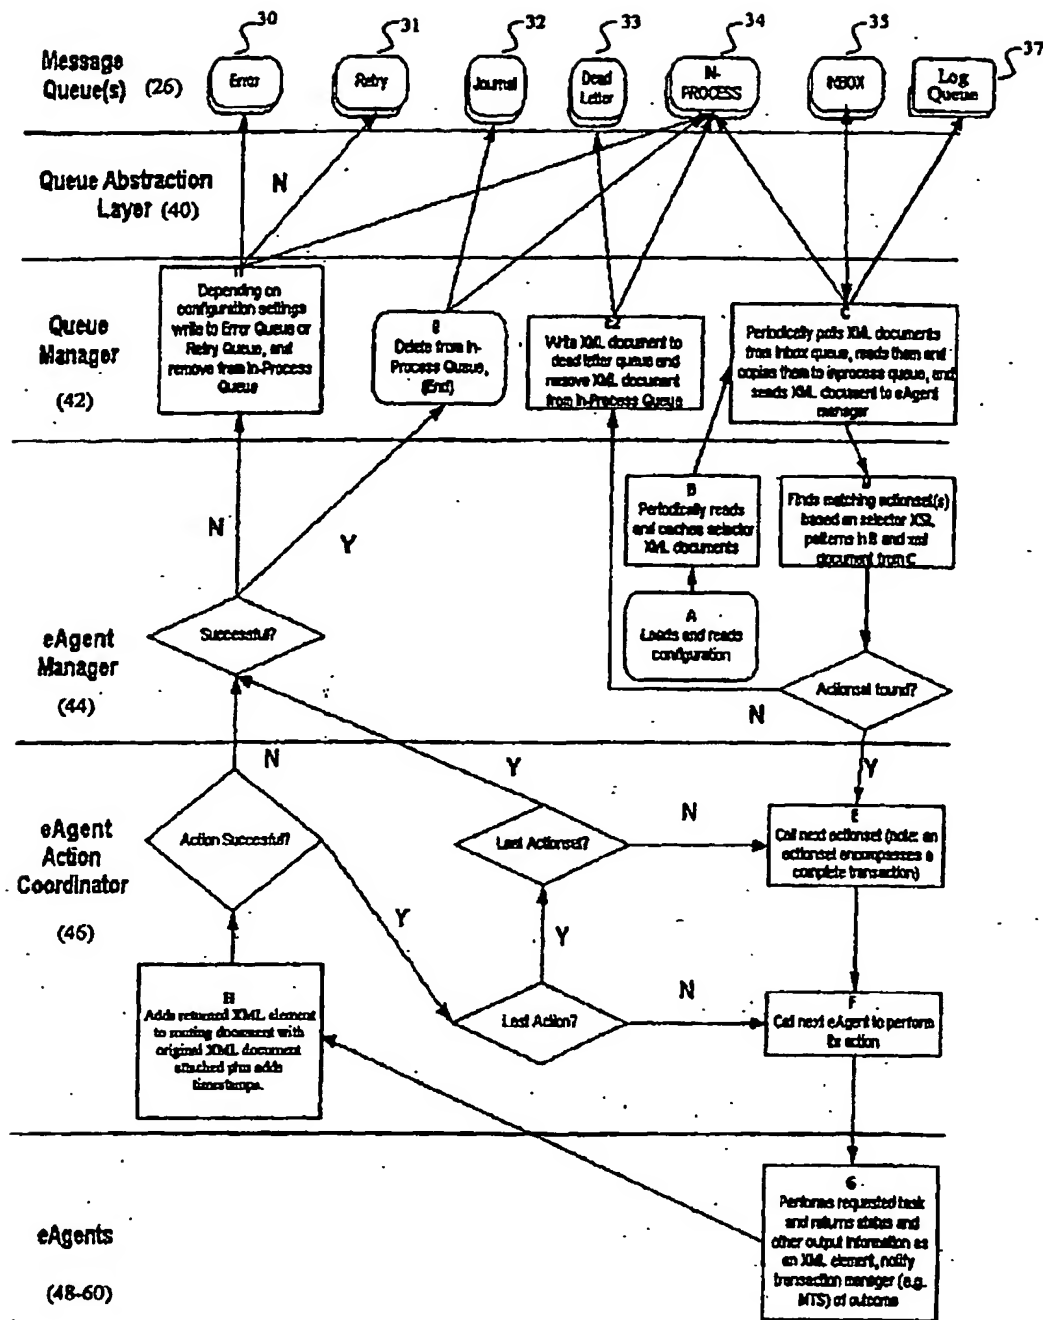 30
31
32
33
34
35
37
Message
Queue(s) (26)
Error
Retry
Journal
Dead
Letter
IN-
PROCESS
INBOX
Log
Queue
Queue Abstraction
Layer (40)
N
Queue
Manager
(42)
Depending on
configuration settings
write to Error Queue or
Retry Queue, and
remove from In-Process
Queue
Delete from In-
Process Queue,
(End)
E2
Write XML document to
dead letter queue and
remove XML document
from In-Process Queue
C
Periodically polls XML documents
from Inbox queue, reads them and
copies them to inprocess queue, and
sends XML document to eAgent
manager
N
Y
B
Periodically reads
and caches selector
XML documents
D
Finds matching actionset(s)
based on selector XSL
patterns in B and xml
document from C
A
Loads and reads
configuration
eAgent
Manager
(44)
Successful?
Actionset found?
N
Y
N
Y
eAgent
Action
Coordinator
(46)
Action Successful?
Last Actionset?
N
E
Call next actionset (note: an
actionset encompasses a
complete transaction)
Y
Y
H
Adds returned XML element
to routing document with
original XML document
attached plus adds
timestamps.
Last Action?
N
F
Call next eAgent to perform
its action
eAgents
(48-60)
G
Performs requested task
and returns status and
other output information as
an XML element, notify
transaction manager (e.g.
MTS) of outcome